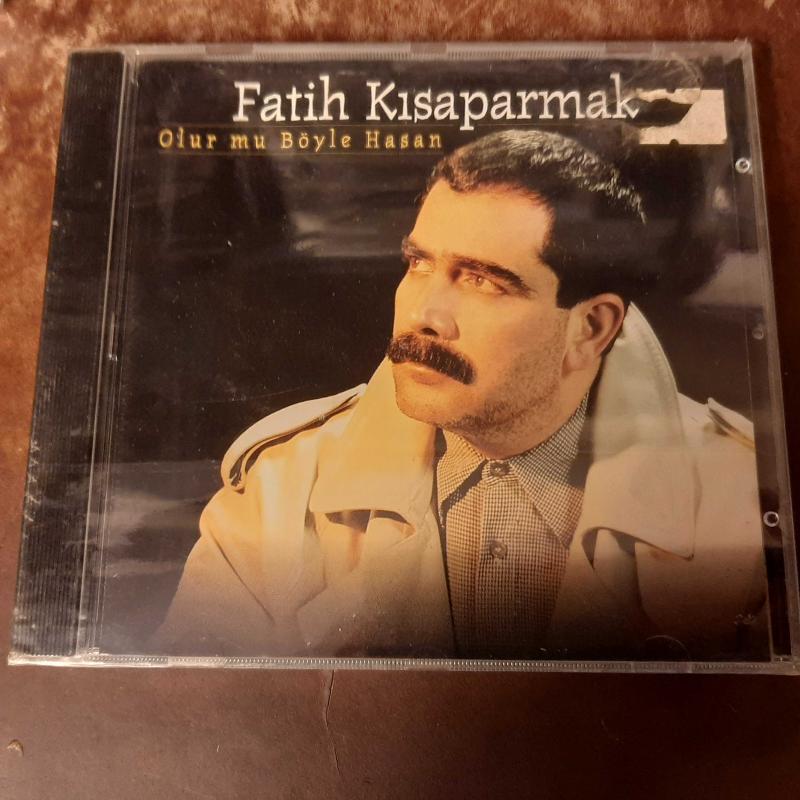 Fatih Kısaparmak
Olur mu Böyle Hasan